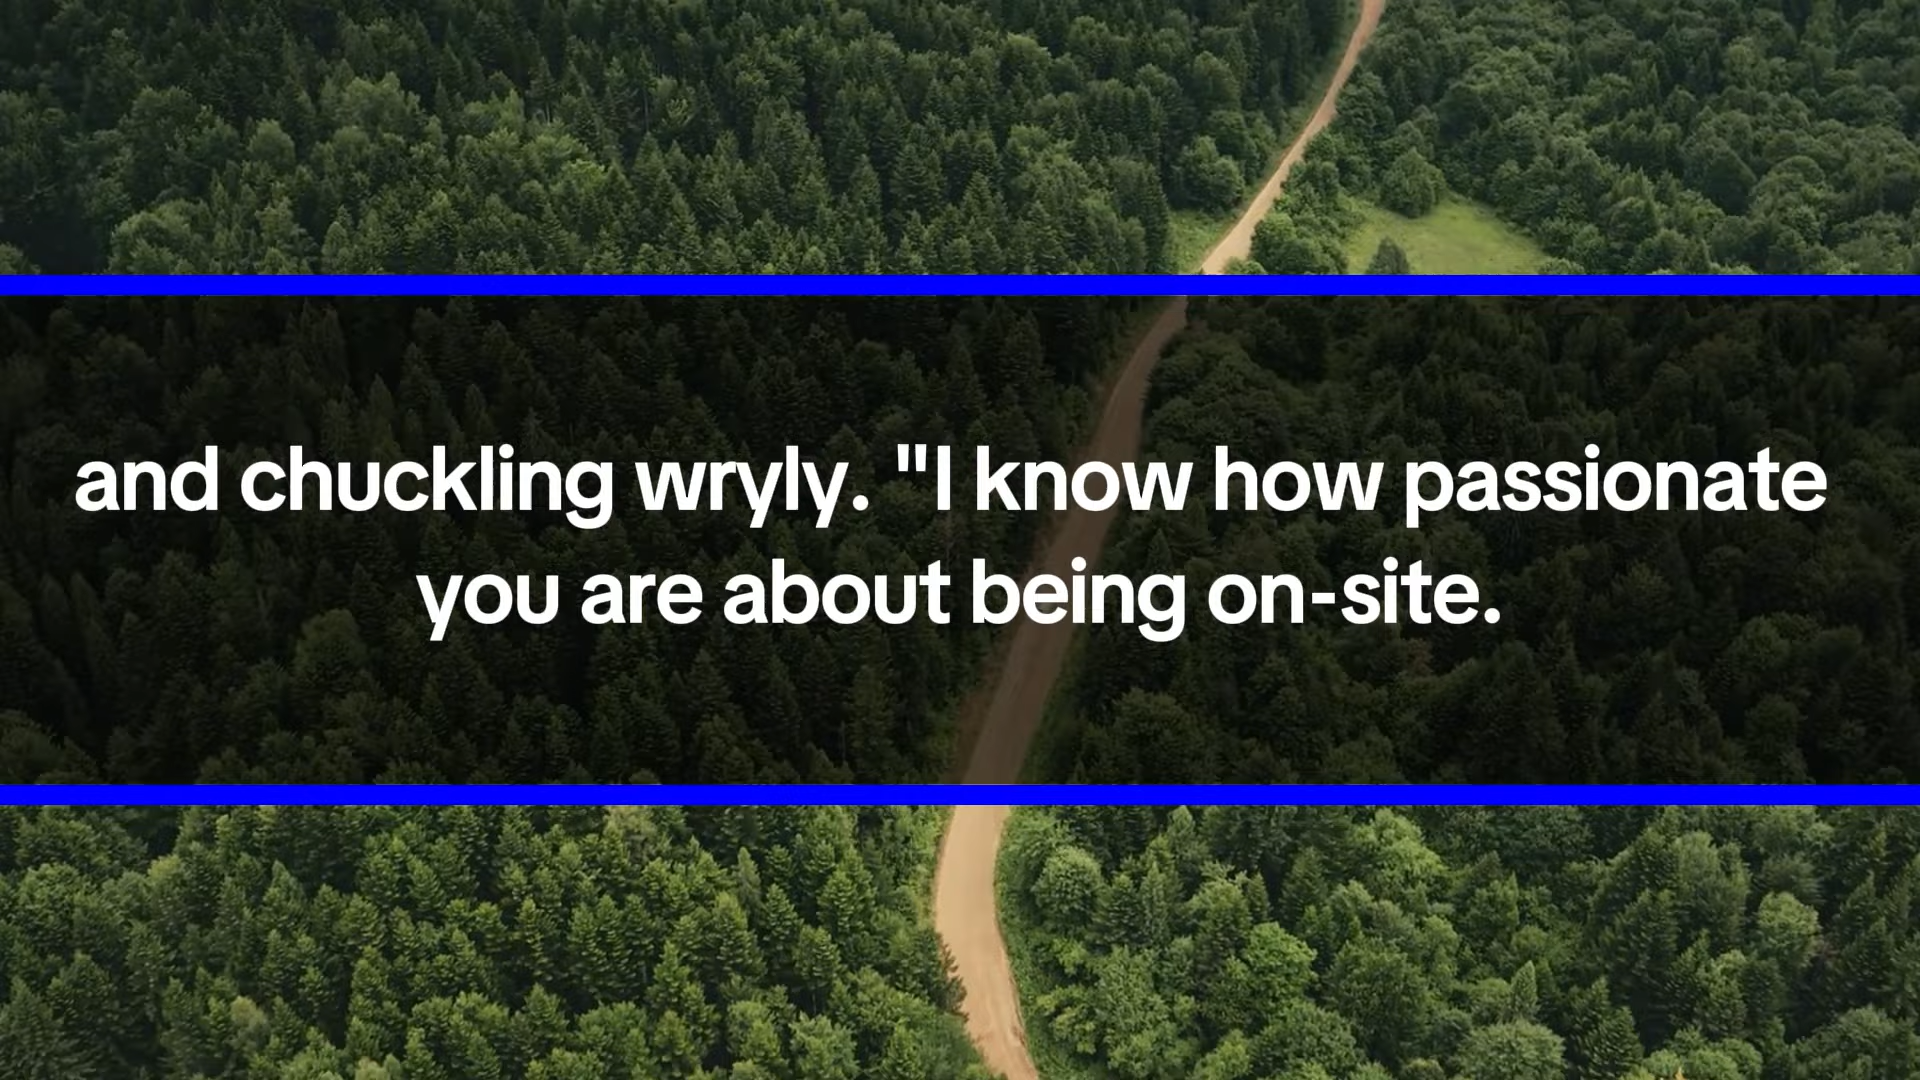 and chuckling wryly. "I know how passionate
you are about being on-site.